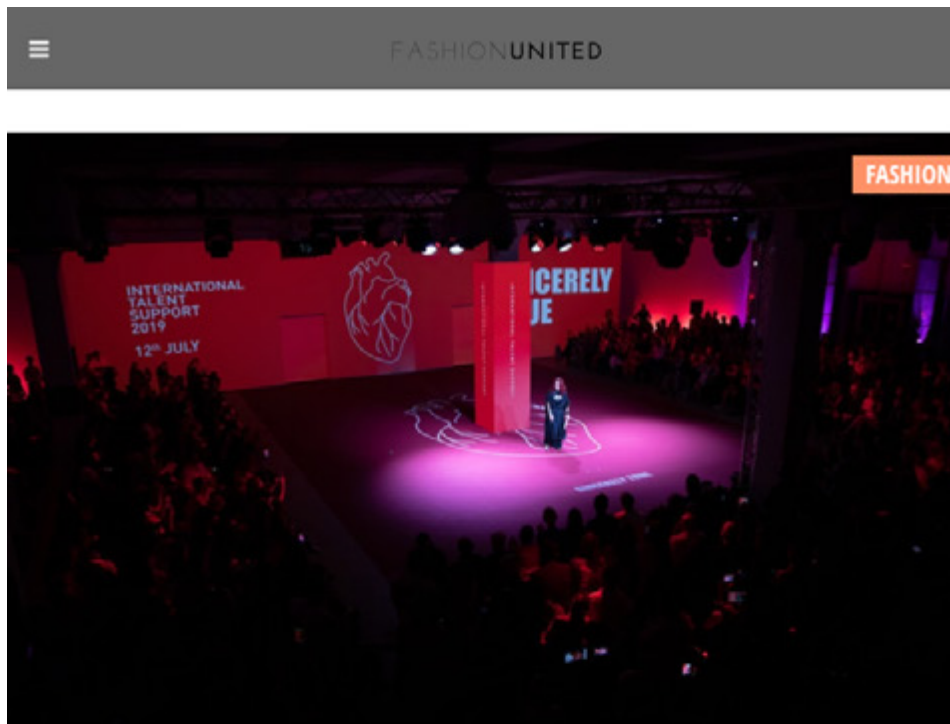 FASHIONUNITED
FASHION
INTERNATIONAL
TALENT
SUPPORT
2019
12th JULY
NCERELY
UE